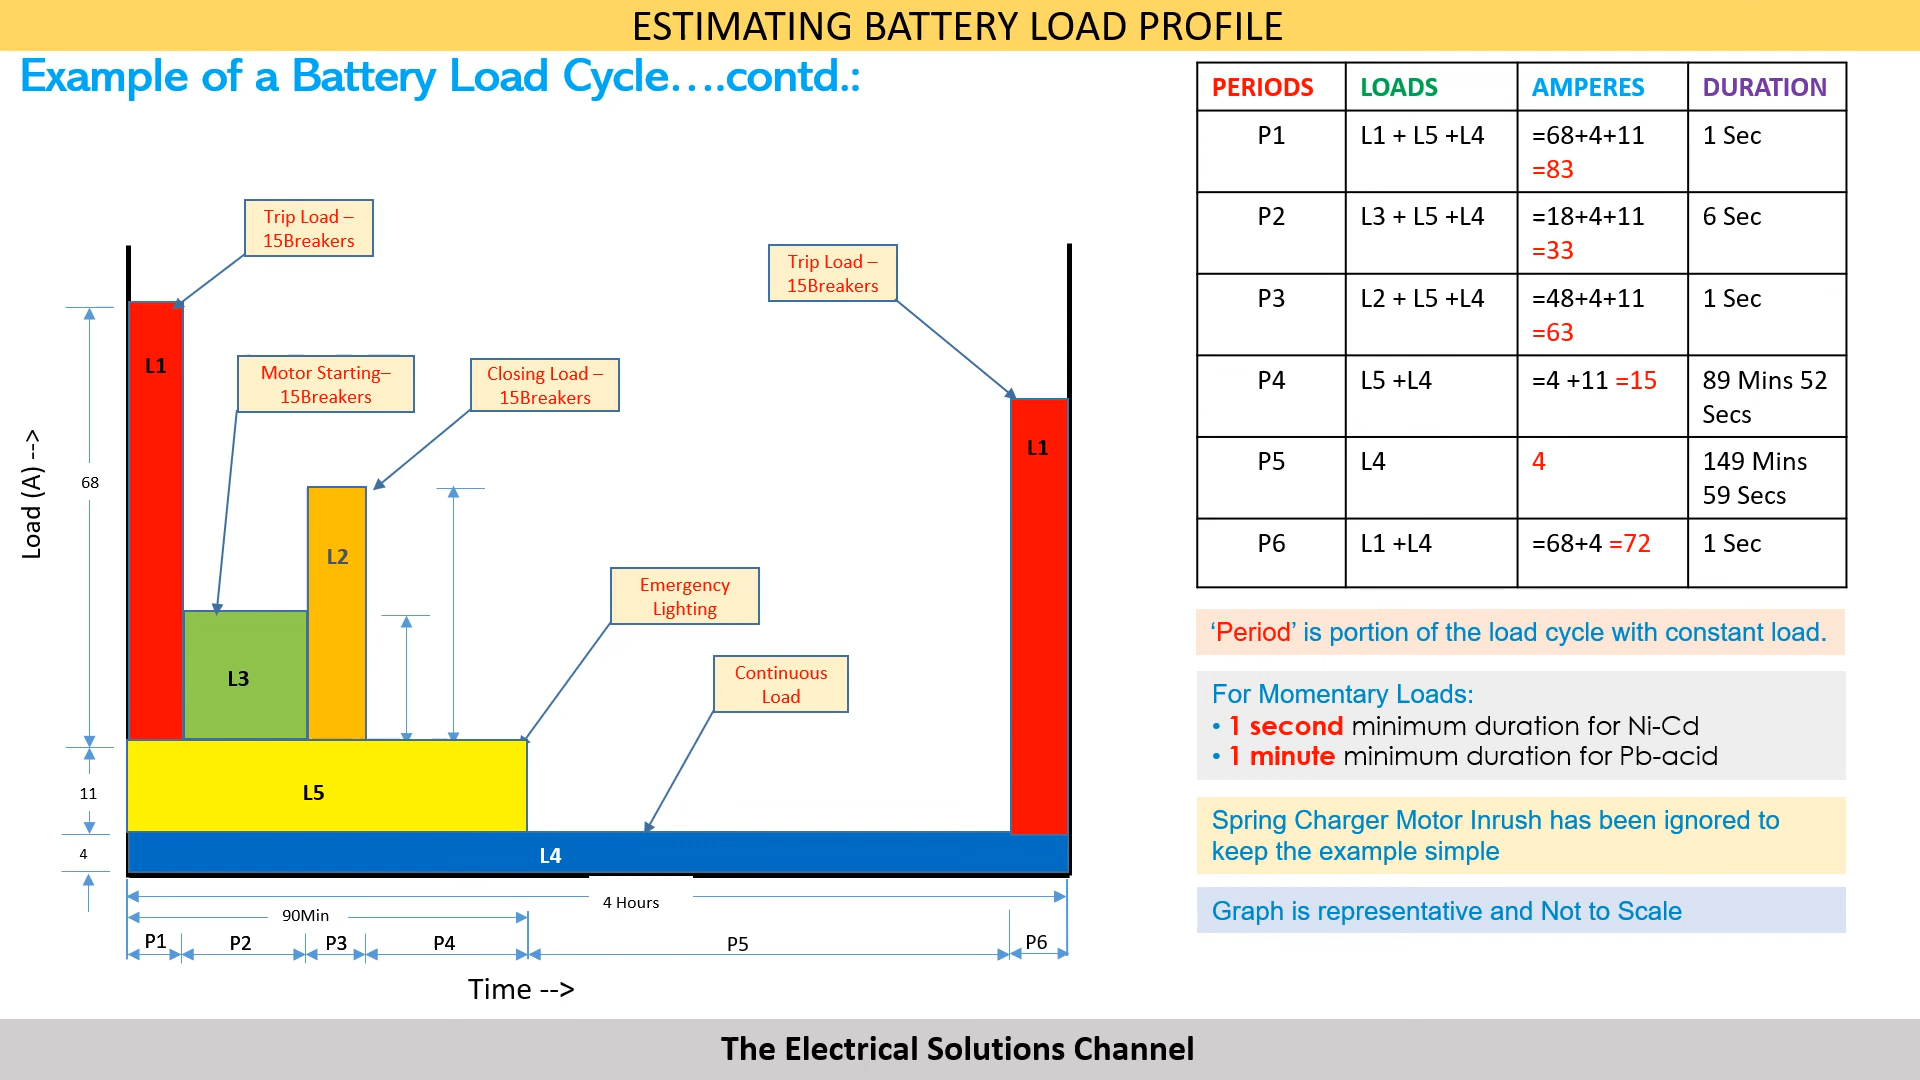 ESTIMATING BATTERY LOAD PROFILE
Example of a Battery Load Cycle….contd.:
Trip Load –
15Breakers
Trip Load –
15Breakers
Motor Starting–
15Breakers
Closing Load –
15Breakers
Emergency
Lighting
Continuous
Load
L1
L1
L2
L3
L5
L4
Load (A) -->
68
11
4
4 Hours
90Min
P1 P2 P3 P4 P5 P6
Time -->
PERIODS LOADS AMPERES DURATION
P1 L1 + L5 +L4 =68+4+11 1 Sec
=83
P2 L3 + L5 +L4 =18+4+11 6 Sec
=33
P3 L2 + L5 +L4 =48+4+11 1 Sec
=63
P4 L5 +L4 =4 +11 =15 89 Mins 52
Secs
P5 L4 4 149 Mins
59 Secs
P6 L1 +L4 =68+4 =72 1 Sec
‘Period’ is portion of the load cycle with constant load.
For Momentary Loads:
• 1 second minimum duration for Ni-Cd
• 1 minute minimum duration for Pb-acid
Spring Charger Motor Inrush has been ignored to
keep the example simple
Graph is representative and Not to Scale
The Electrical Solutions Channel